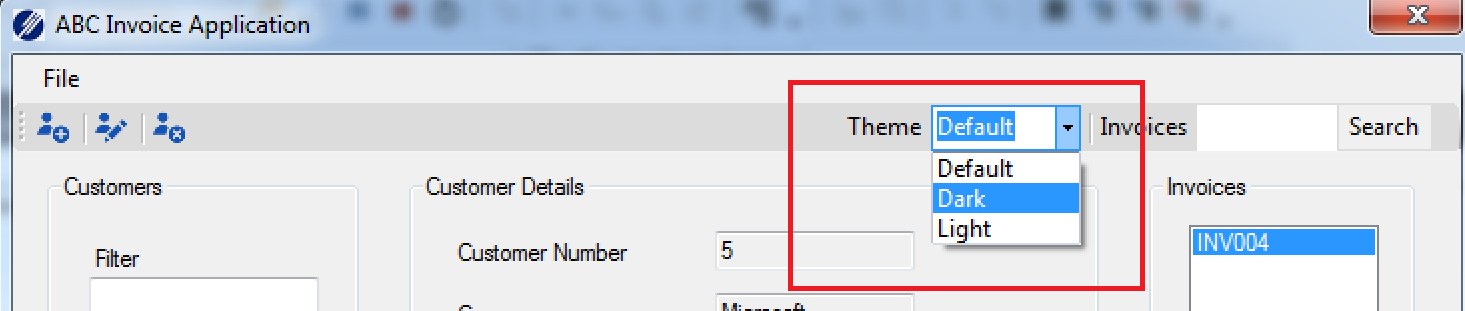 ABC Invoice Application
File
Theme Default Invoices Search
Default
Dark
Light
Customers
Filter
Customer Details
Customer Number 5
Microsoft
Invoices
INV004